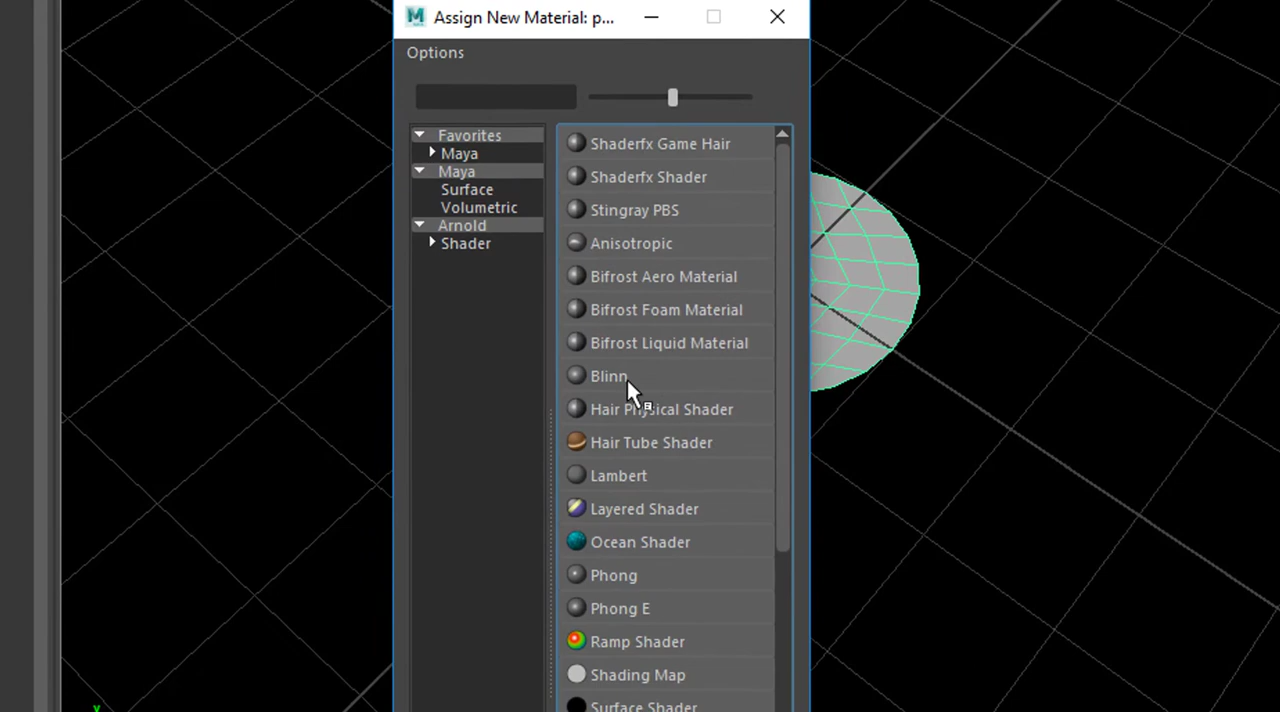 Assign New Material: p...
Options
Favorites
Maya
Maya
Surface
Volumetric
Arnold
Shader
Shaderfx Game Hair
Shaderfx Shader
Stingray PBS
Anisotropic
Bifrost Aero Material
Bifrost Foam Material
Bifrost Liquid Material
Blinn
Hair Physical Shader
Hair Tube Shader
Lambert
Layered Shader
Ocean Shader
Phong
Phong E
Ramp Shader
Shading Map
Surface Shader
y